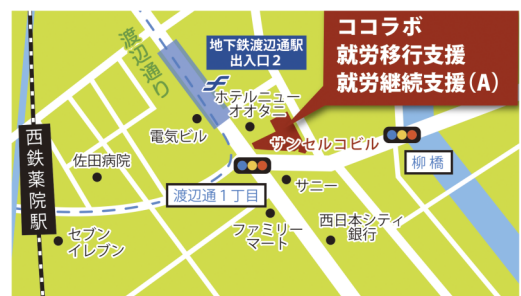 ココラボ
就労移行支援
就労継続支援（A）
渡辺通り
地下鉄渡辺通駅
出入口2
ホテルニュー
オオタニ
電気ビル
サンセルコビル
柳橋
西鉄薬院駅
佐田病院
渡辺通1丁目
サニー
セブン
イレブン
ファミリー
マート
西日本シティ
銀行